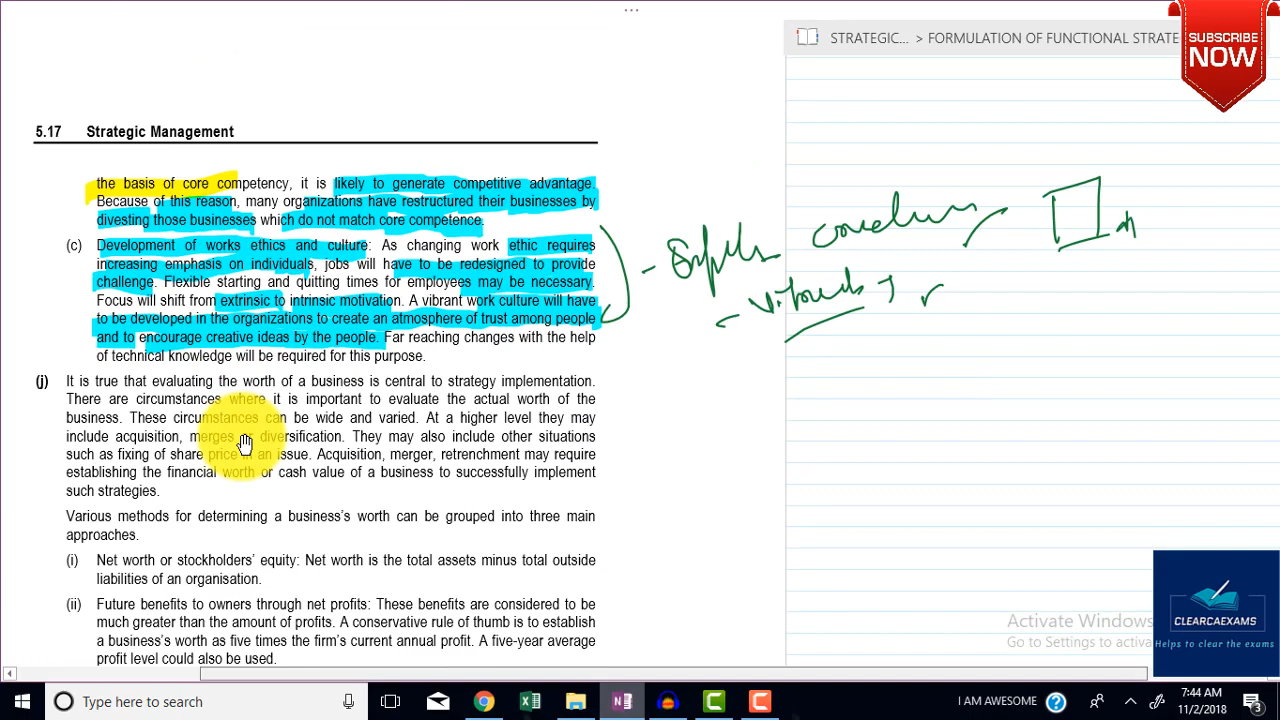 SUBSCRIBE
NOW
STRATEGIC... > FORMULATION OF FUNCTIONAL STRATE
5.17 Strategic Management
the basis of core competency, it is likely to generate competitive advantage.
Because of this reason, many organizations have restructured their businesses by
divesting those businesses which do not match core competence.
(c) Development of works ethics and culture: As changing work ethic requires
increasing emphasis on individuals, jobs will have to be redesigned to provide
challenge. Flexible starting and quitting times for employees may be necessary.
Focus will shift from extrinsic to intrinsic motivation. A vibrant work culture will have
to be developed in the organizations to create an atmosphere of trust among people
and to encourage creative ideas by the people. Far reaching changes with the help
of technical knowledge will be required for this purpose.
(j) It is true that evaluating the worth of a business is central to strategy implementation.
There are circumstances where it is important to evaluate the actual worth of the
business. These circumstances can be wide and varied. At a higher level they may
include acquisition, merges or diversification. They may also include other situations
such as fixing of share price in an issue. Acquisition, merger, retrenchment may require
establishing the financial worth or cash value of a business to successfully implement
such strategies.
Various methods for determining a business's worth can be grouped into three main
approaches.
(i) Net worth or stockholders' equity: Net worth is the total assets minus total outside
liabilities of an organisation.
(ii) Future benefits to owners through net profits: These benefits are considered to be
much greater than the amount of profits. A conservative rule of thumb is to establish
a business's worth as five times the firm's current annual profit. A five-year average
profit level could also be used.
CLEARCAEXAMS
Helps to clear the exams
Activate Windows
Go to Settings to activa
Type here to search
I AM AWESOME
7:44 AM
11/2/2018
3